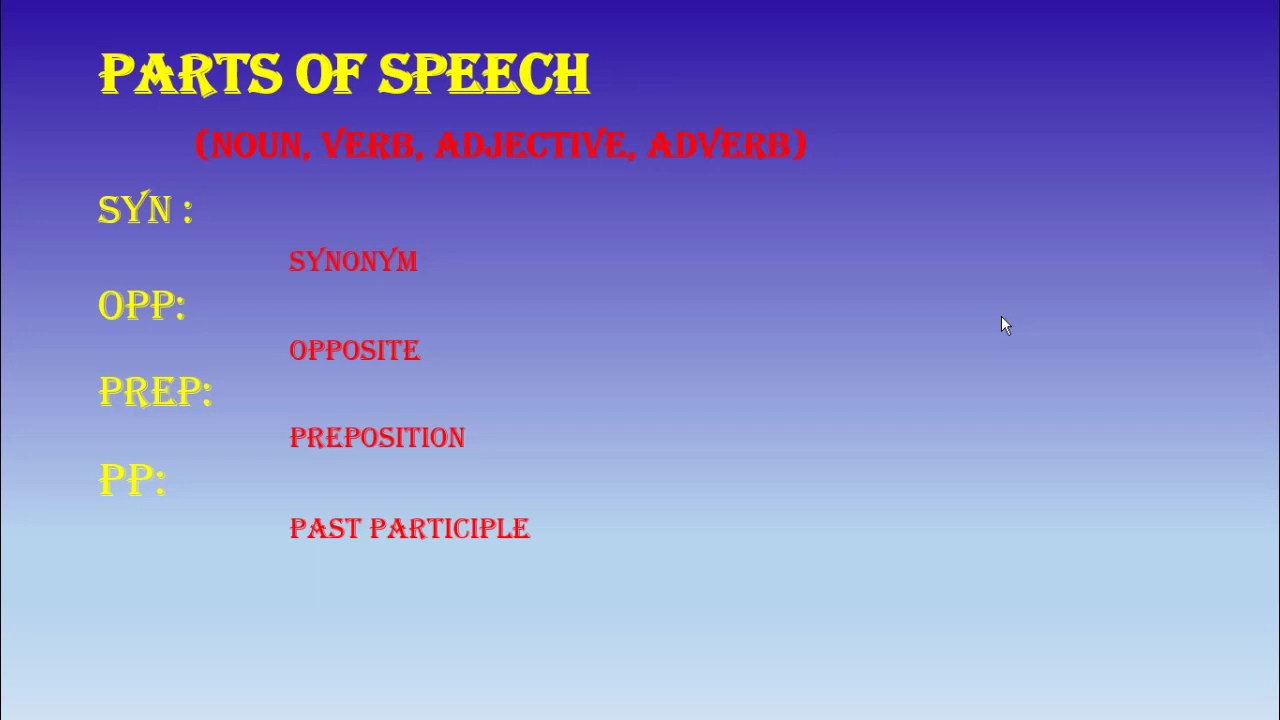 PARTS OF SPEECH
(NOUN, VERB, ADJECTIVE, ADVERB)
SYN :
SYNONYM
OPP:
OPPOSITE
PREP:
PREPOSITION
PP:
PAST PARTICIPLE